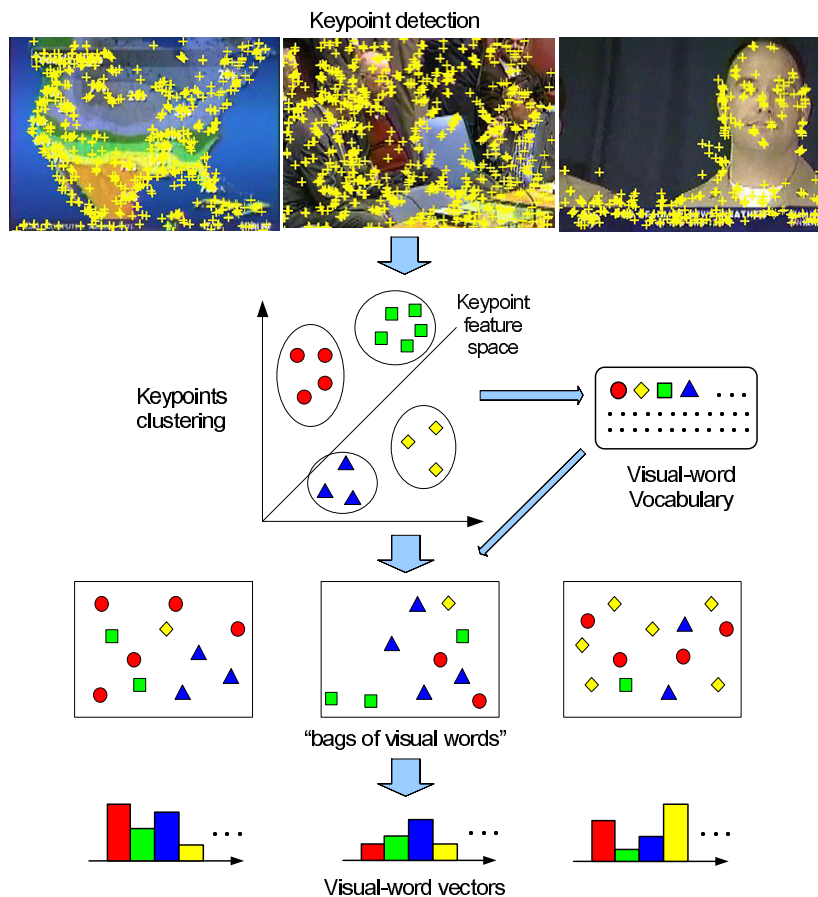 Keypoint detection
Keypoint
feature
space
Keypoints
clustering
Visual-word
Vocabulary
“bags of visual words”
Visual-word vectors